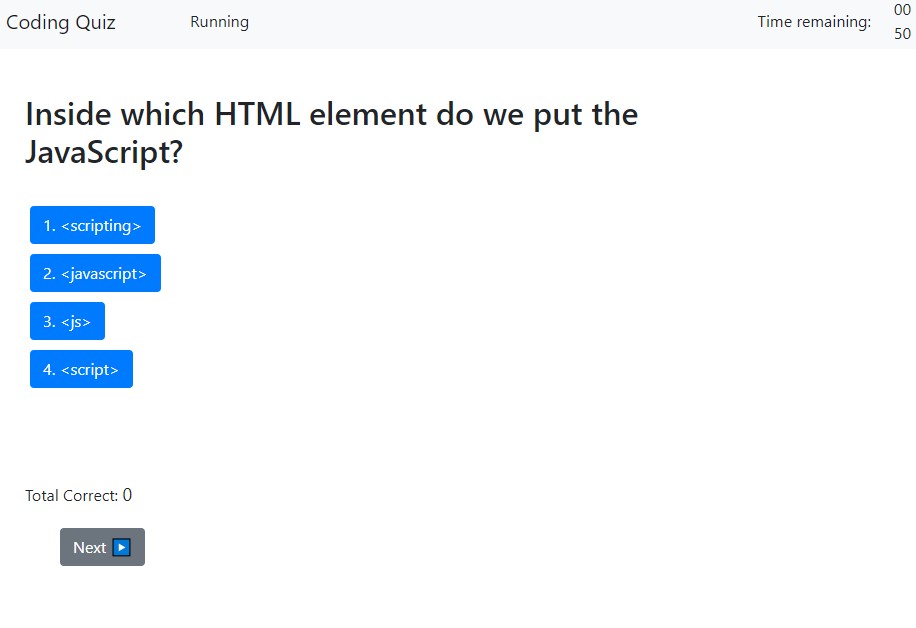 Coding Quiz Running Time remaining: 00
50
Inside which HTML element do we put the
JavaScript?
1. <scripting>
2. <javascript>
3. <js>
4. <script>
Total Correct: 0
Next ▶